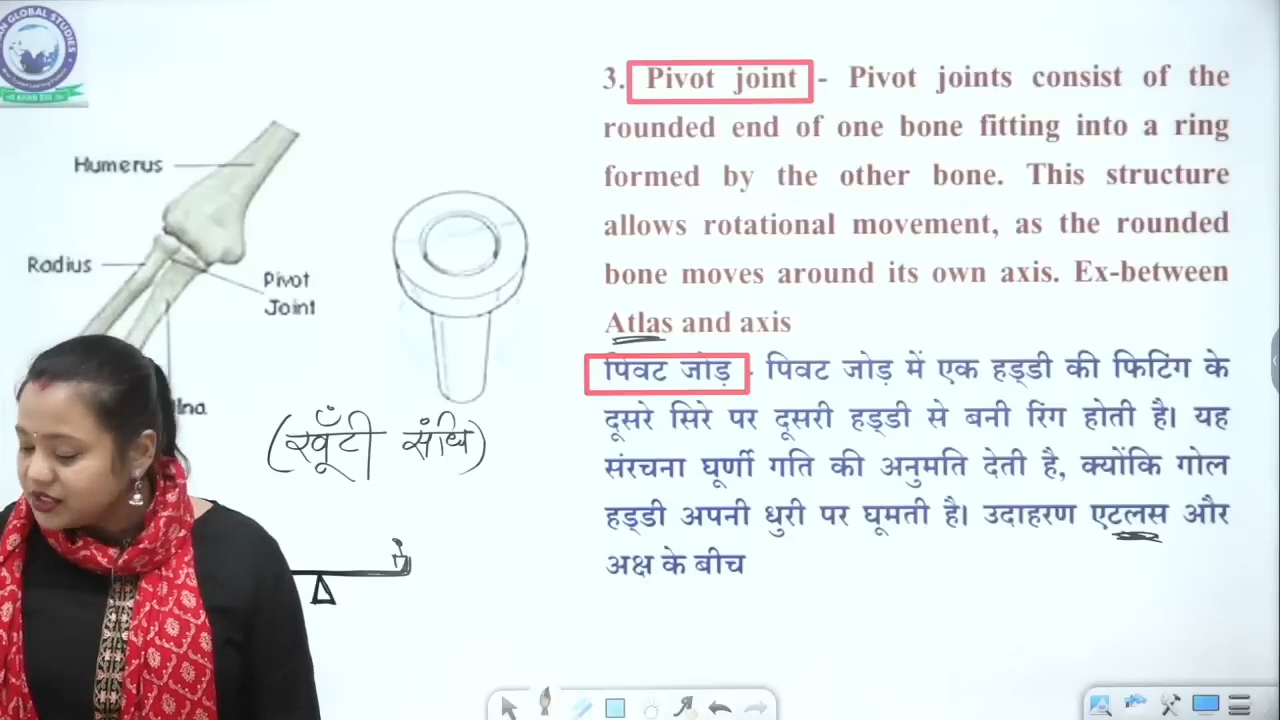 GLOBAL STUDIES
3. Pivot joint - Pivot joints consist of the
rounded end of one bone fitting into a ring
formed by the other bone. This structure
allows rotational movement, as the rounded
bone moves around its own axis. Ex-between
Atlas and axis
पिवट जोड़ - पिवट जोड़ में एक हड्डी की फिटिंग के
दूसरे सिरे पर दूसरी हड्डी से बनी रिंग होती है। यह
संरचना घूर्णी गति की अनुमति देती है, क्योंकि गोल
हड्डी अपनी धुरी पर घूमती है। उदाहरण एटलस और
अक्ष के बीच
Humerus
Radius
Pivot
Joint
(खूँटी संधि)